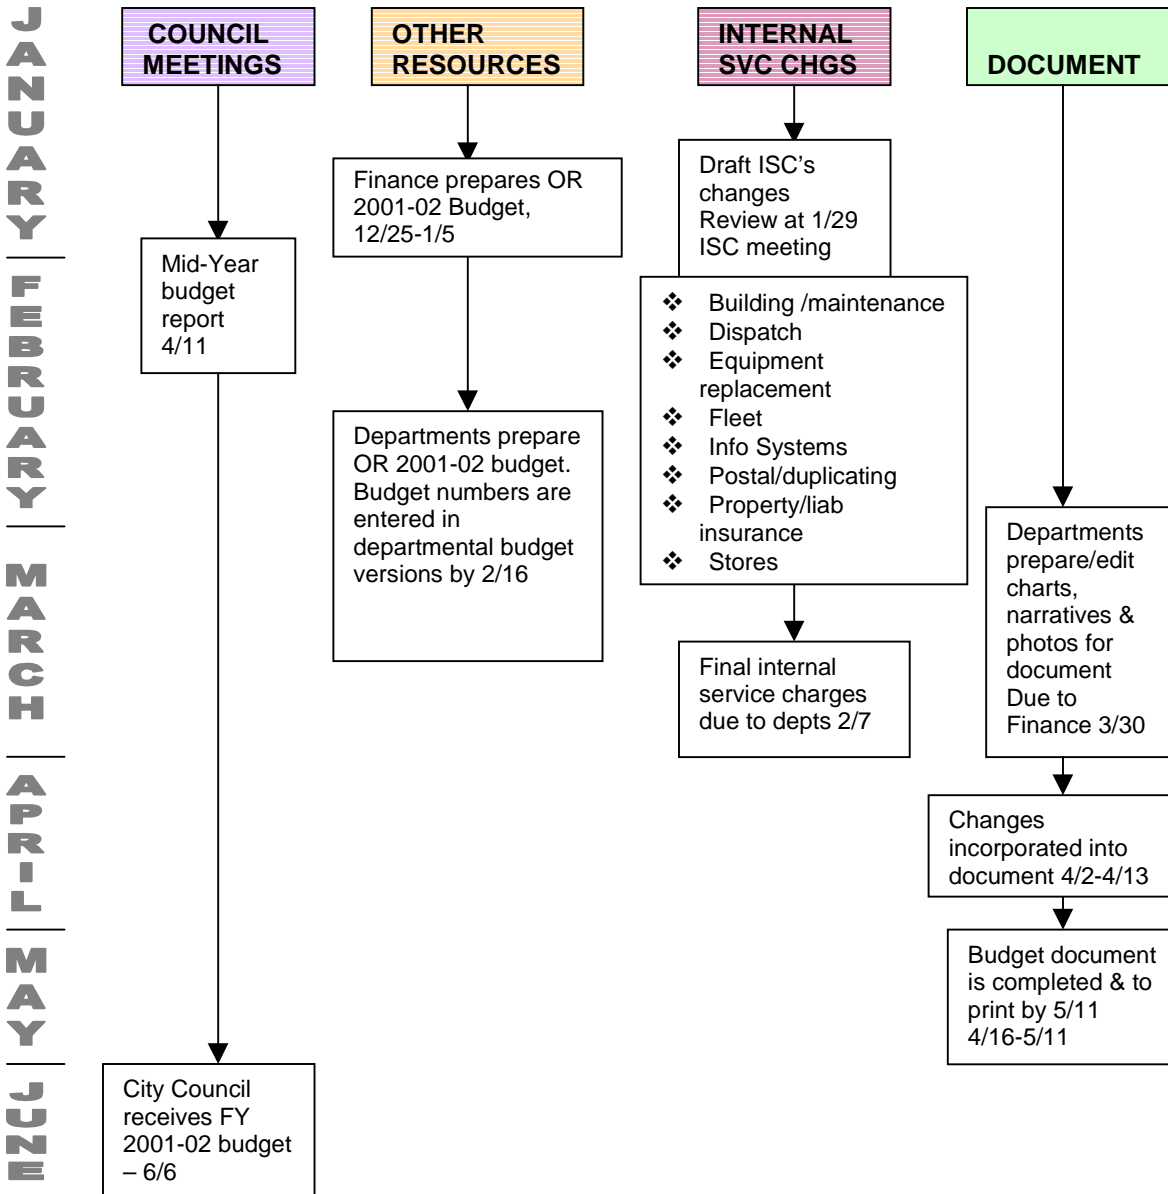 JANUARY
FEBRUARY
MARCH
APRIL
MAY
JUNE
COUNCIL
MEETINGS
Mid-Year
budget
report
4/11
City Council
receives FY
2001-02 budget
– 6/6
OTHER
RESOURCES
Finance prepares OR
2001-02 Budget,
12/25-1/5
Departments prepare
OR 2001-02 budget.
Budget numbers are
entered in
departmental budget
versions by 2/16
INTERNAL
SVC CHGS
Draft ISC's
changes
Review at 1/29
ISC meeting
❖ Building /maintenance
❖ Dispatch
❖ Equipment
replacement
❖ Fleet
❖ Info Systems
❖ Postal/duplicating
❖ Property/liab
insurance
❖ Stores
Final internal
service charges
due to depts 2/7
DOCUMENT
Departments
prepare/edit
charts,
narratives &
photos for
document
Due to
Finance 3/30
Changes
incorporated into
document 4/2-4/13
Budget document
is completed & to
print by 5/11
4/16-5/11